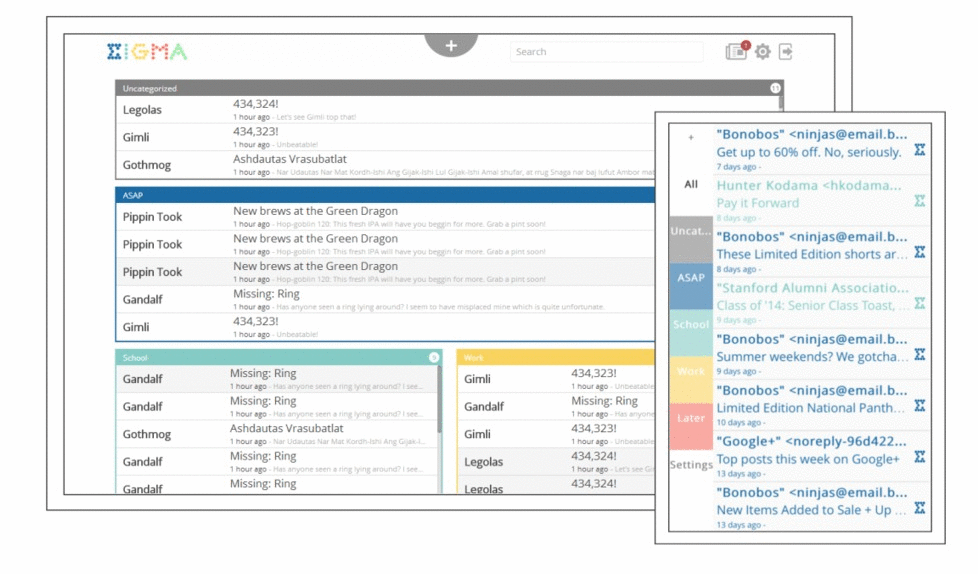 ΣIGMA
+
Search
1
Uncategorized
11
Legolas
434,324!
1 hour ago - Let's see Gimli top that!
Gimli
434,323!
1 hour ago - Unbeatable!
Gothmog
Ashdautas Vrasubatlat
1 hour ago - Nar Udautas Nar Mat Kordh-Ishi Ang Gijak-Ishi Lul Gijak-Ishi Amal shufar, at rrug Snaga nar baj rufut Ambor mas
ASAP
Pippin Took
New brews at the Green Dragon
1 hour ago - Hop-goblin 120: This fresh IPA will have you beggin for more. Grab a pint soon!
Pippin Took
New brews at the Green Dragon
1 hour ago - Hop-goblin 120: This fresh IPA will have you beggin for more. Grab a pint soon!
Pippin Took
New brews at the Green Dragon
1 hour ago - Hop-goblin 120: This fresh IPA will have you beggin for more. Grab a pint soon!
Gandalf
Missing: Ring
1 hour ago - Has anyone seen a ring lying around? I seem to have misplaced mine which is quite unfortunate.
Gimli
434,323!
1 hour ago - Unbeatable!
School
Gandalf
Missing: Ring
1 hour ago - Has anyone seen a ring lying around? I see...
Gandalf
Missing: Ring
1 hour ago - Has anyone seen a ring lying around? I see...
Gothmog
Ashdautas Vrasubatlat
1 hour ago - Nar Udautas Nar Mat Kordh-Ishi Ang Gijak-I...
Gandalf
Missing: Ring
1 hour ago - Has anyone seen a ring lying around? I see...
Gandalf
Missing: Ring
Work
Gimli
434,323!
1 hour ago - Unbeatable
Gandalf
Missing: Ring
1 hour ago - Has anyone
Gimli
434,323!
1 hour ago - Unbeatable
Legolas
434,324!
1 hour ago - Let's see Gi
Legolas
434,324!
+
All
Uncat...
ASAP
School
Work
Later
Settings
"Bonobos" <ninjas@email.b...
Get up to 60% off. No, seriously.
Σ
7 days ago -
Hunter Kodama <hkodama...
Pay it Forward
Σ
8 days ago -
"Bonobos" <ninjas@email.b...
These Limited Edition shorts ar...
Σ
8 days ago -
"Stanford Alumni Associatio...
Class of '14: Senior Class Toast, ...
Σ
9 days ago -
"Bonobos" <ninjas@email.b...
Summer weekends? We gotcha...
Σ
9 days ago -
"Bonobos" <ninjas@email.b...
Limited Edition National Panth...
Σ
10 days ago -
"Google+" <noreply-96d422...
Top posts this week on Google+
Σ
13 days ago -
"Bonobos" <ninjas@email.b...
New Items Added to Sale + Up ...
Σ
13 days ago -